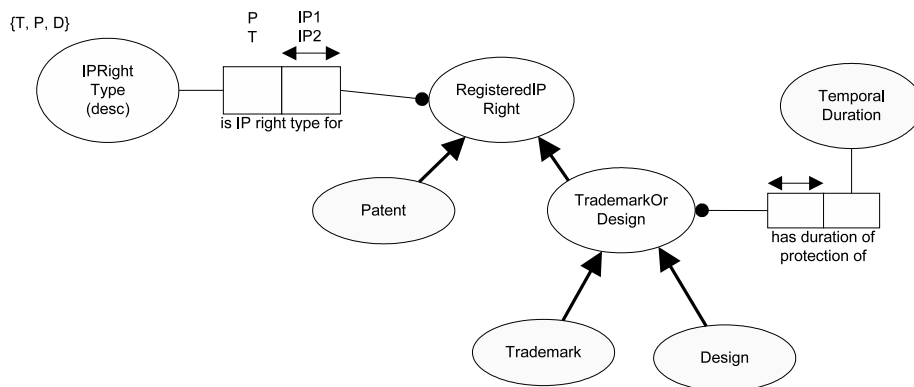 {T, P, D}
P
T
IP1
IP2
IPRight
Type
(desc)
is IP right type for
RegisteredIP
Right
Temporal
Duration
Patent
TrademarkOr
Design
has duration of
protection of
Trademark
Design